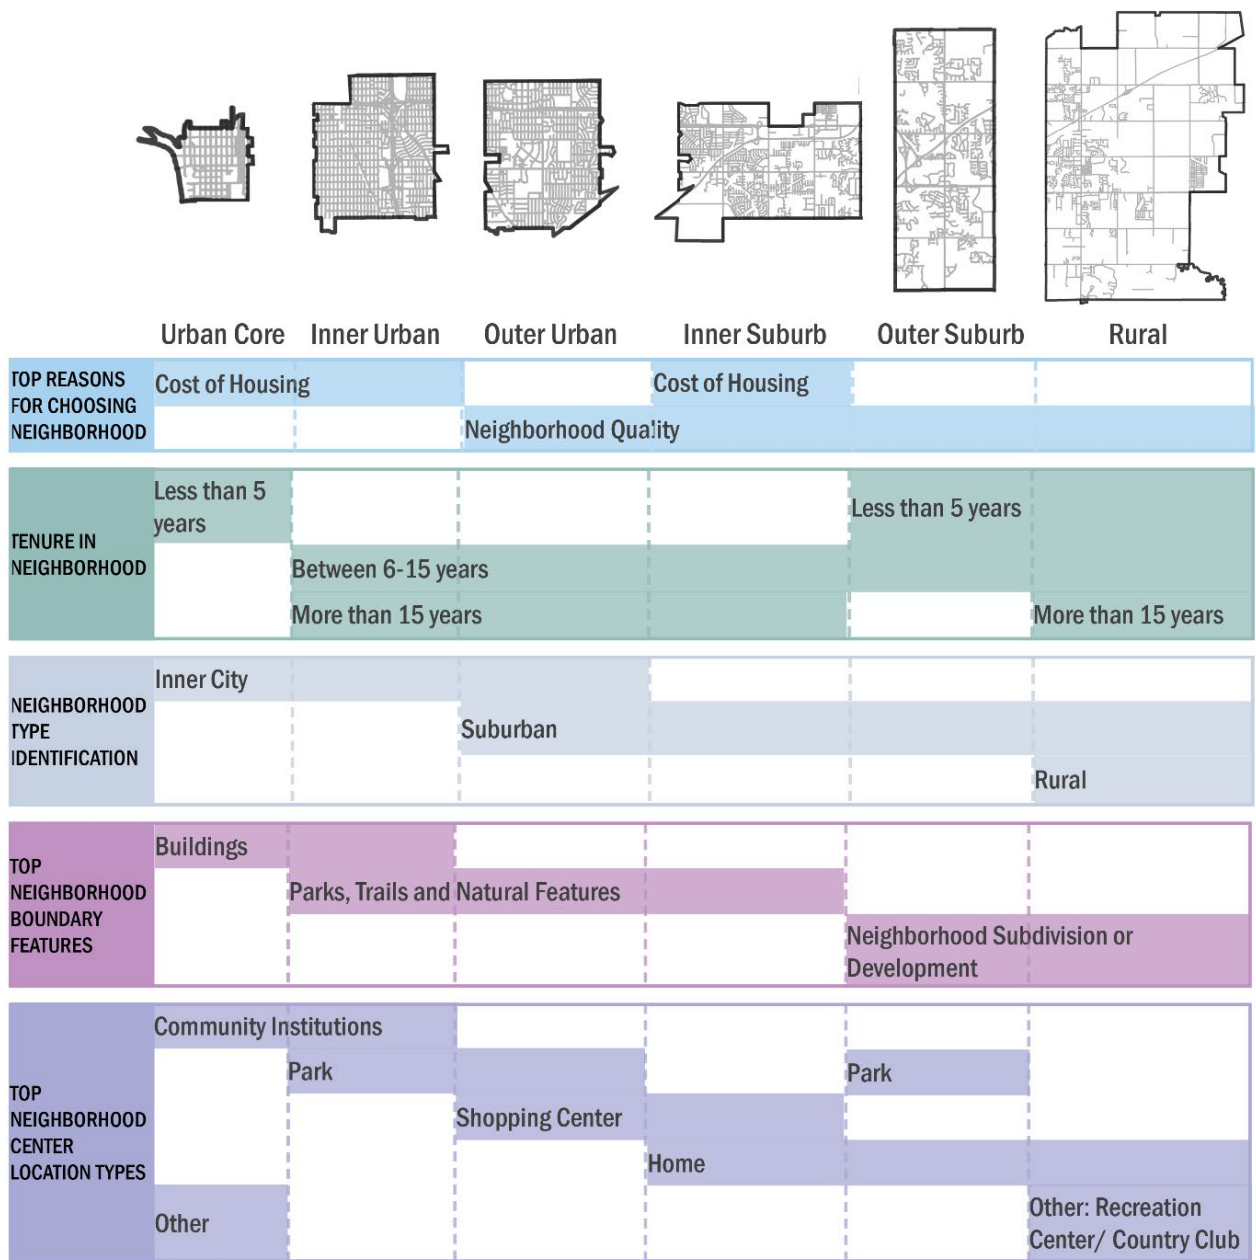 Urban Core Inner Urban Outer Urban Inner Suburb Outer Suburb Rural
TOP REASONS
FOR CHOOSING
NEIGHBORHOOD
Cost of Housing
Cost of Housing
Neighborhood Quality
TENURE IN
NEIGHBORHOOD
Less than 5
years
Less than 5 years
Between 6-15 years
More than 15 years
More than 15 years
NEIGHBORHOOD
TYPE
IDENTIFICATION
Inner City
Suburban
Rural
TOP
NEIGHBORHOOD
BOUNDARY
FEATURES
Buildings
Parks, Trails and Natural Features
Neighborhood Subdivision or
Development
TOP
NEIGHBORHOOD
CENTER
LOCATION TYPES
Community Institutions
Park
Park
Shopping Center
Home
Other
Other: Recreation
Center/ Country Club